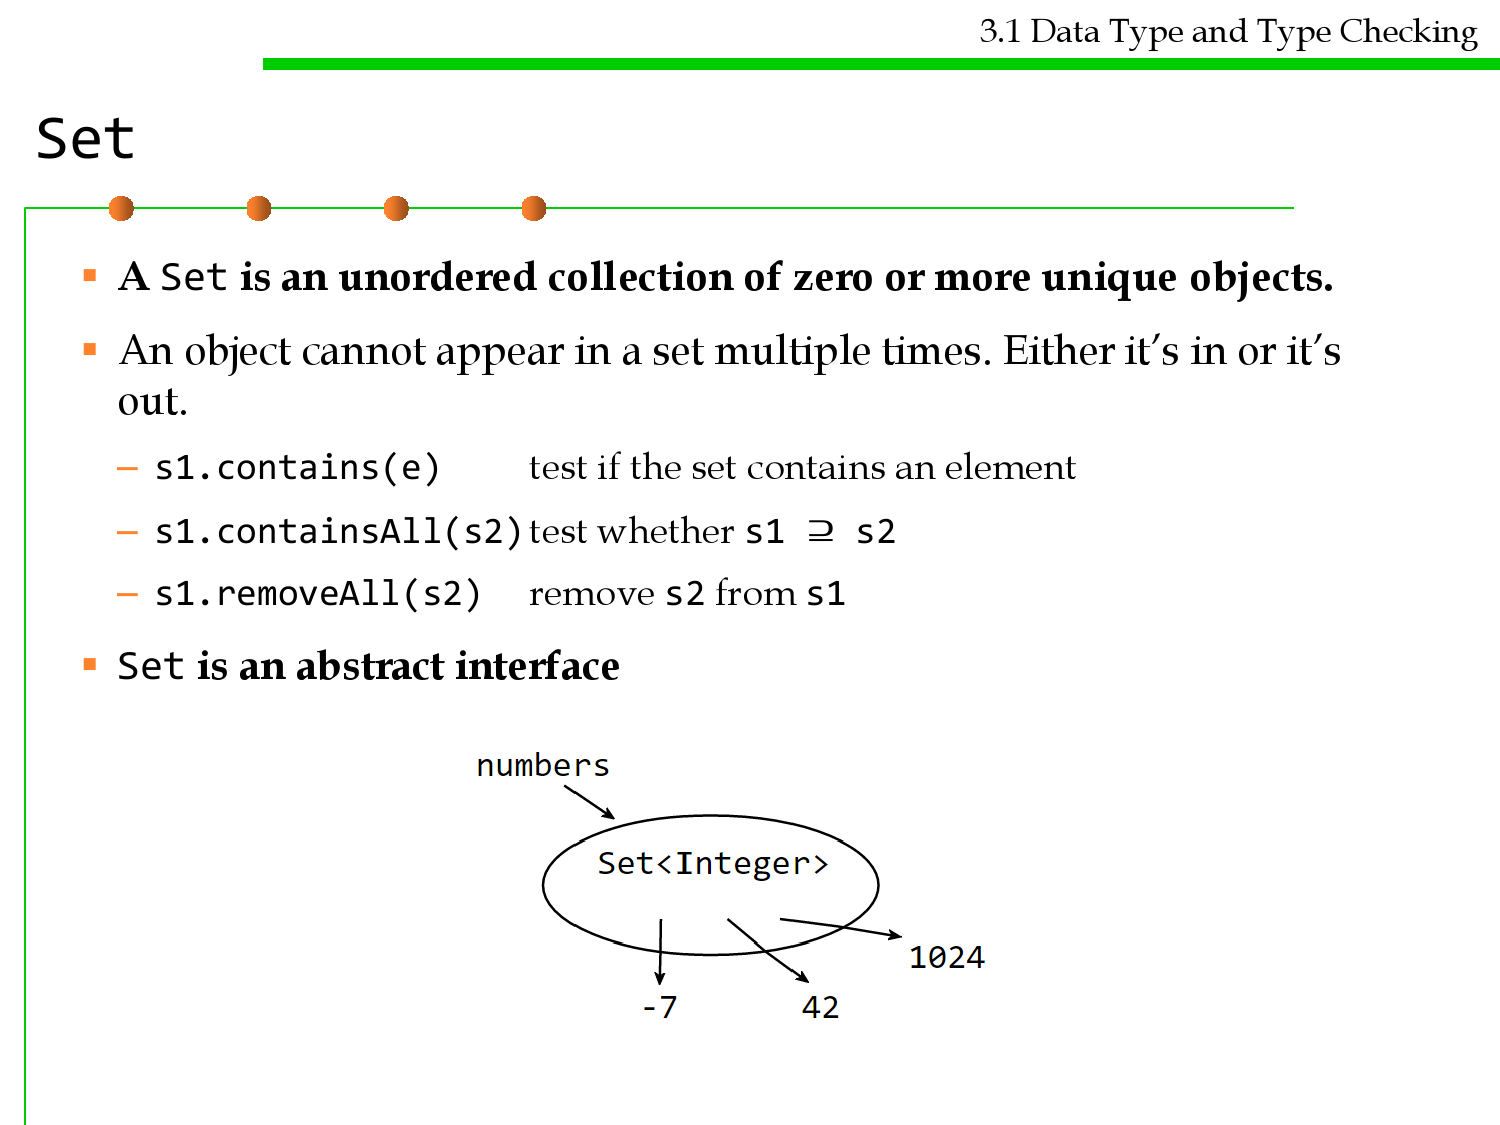 3.1 Data Type and Type Checking
Set
▪ A Set is an unordered collection of zero or more unique objects.
▪ An object cannot appear in a set multiple times. Either it’s in or it’s
out.
– s1.contains(e) test if the set contains an element
– s1.containsAll(s2) test whether s1 ⊇ s2
– s1.removeAll(s2) remove s2 from s1
▪ Set is an abstract interface
numbers
Set<Integer>
1024
-7 42